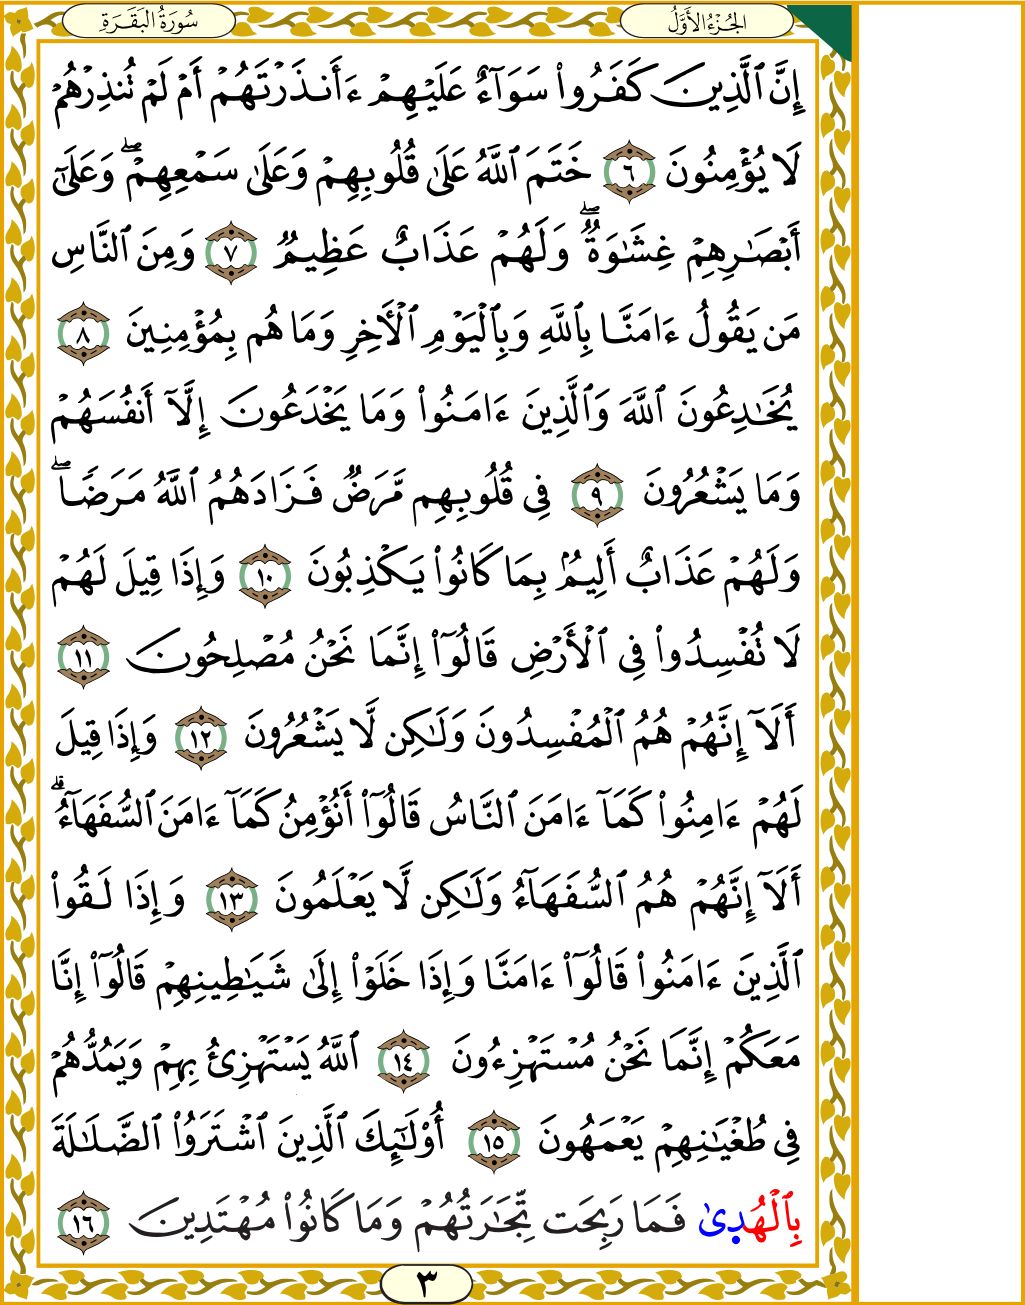 الجُزْءُ الأَوَّلُ
سُورَةُ البَقَرَةِ
إِنَّ ٱلَّذِينَ كَفَرُوا۟ سَوَآءٌ عَلَيْهِمْ ءَأَنذَرْتَهُمْ أَمْ لَمْ تُنذِرْهُمْ
لَا يُؤْمِنُونَ ٦ خَتَمَ ٱللَّهُ عَلَىٰ قُلُوبِهِمْ وَعَلَىٰ سَمْعِهِمْ ۖ وَعَلَىٰٓ
أَبْصَـٰرِهِمْ غِشَـٰوَةٌ ۖ وَلَهُمْ عَذَابٌ عَظِيمٌ ٧ وَمِنَ ٱلنَّاسِ
مَن يَقُولُ ءَامَنَّا بِٱللَّهِ وَبِٱلْيَوْمِ ٱلْـَٔاخِرِ وَمَا هُم بِمُؤْمِنِينَ ٨
يُخَـٰدِعُونَ ٱللَّهَ وَٱلَّذِينَ ءَامَنُوا۟ وَمَا يَخْدَعُونَ إِلَّآ أَنفُسَهُمْ
وَمَا يَشْعُرُونَ ٩ فِى قُلُوبِهِم مَّرَضٌ فَزَادَهُمُ ٱللَّهُ مَرَضًا ۖ
وَلَهُمْ عَذَابٌ أَلِيمٌۢ بِمَا كَانُوا۟ يَكْذِبُونَ ١٠ وَإِذَا قِيلَ لَهُمْ
لَا تُفْسِدُوا۟ فِى ٱلْأَرْضِ قَالُوٓا۟ إِنَّمَا نَحْنُ مُصْلِحُونَ ١١
أَلَآ إِنَّهُمْ هُمُ ٱلْمُفْسِدُونَ وَلَـٰكِن لَّا يَشْعُرُونَ ١٢ وَإِذَا قِيلَ
لَهُمْ ءَامِنُوا۟ كَمَآ ءَامَنَ ٱلنَّاسُ قَالُوٓا۟ أَنُؤْمِنُ كَمَآ ءَامَنَ ٱلسُّفَهَآءُ ۗ
أَلَآ إِنَّهُمْ هُمُ ٱلسُّفَهَآءُ وَلَـٰكِن لَّا يَعْلَمُونَ ١٣ وَإِذَا لَقُوا۟
ٱلَّذِينَ ءَامَنُوا۟ قَالُوٓا۟ ءَامَنَّا وَإِذَا خَلَوْا۟ إِلَىٰ شَيَـٰطِينِهِمْ قَالُوٓا۟ إِنَّا
مَعَكُمْ إِنَّمَا نَحْنُ مُسْتَهْزِءُونَ ١٤ ٱللَّهُ يَسْتَهْزِئُ بِهِمْ وَيَمُدُّهُمْ
فِى طُغْيَـٰنِهِمْ يَعْمَهُونَ ١٥ أُو۟لَـٰٓئِكَ ٱلَّذِينَ ٱشْتَرَوُا۟ ٱلضَّلَـٰلَةَ
بِٱلْهُدِىٰ فَمَا رَبِحَت تِّجَـٰرَتُهُمْ وَمَا كَانُوا۟ مُهْتَدِينَ ١٦
٣